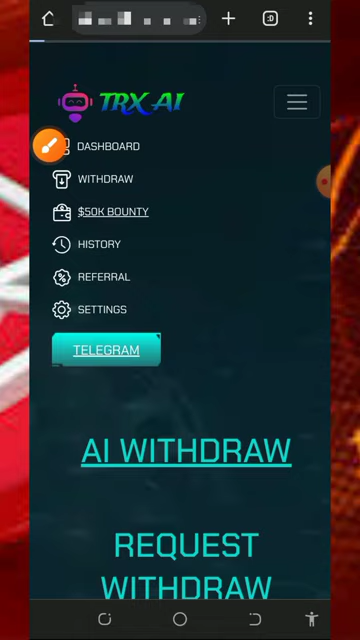 :D
TRX AI
DASHBOARD
WITHDRAW
$50K BOUNTY
HISTORY
REFERRAL
SETTINGS
TELEGRAM
AI WITHDRAW
REQUEST
WITHDRAW